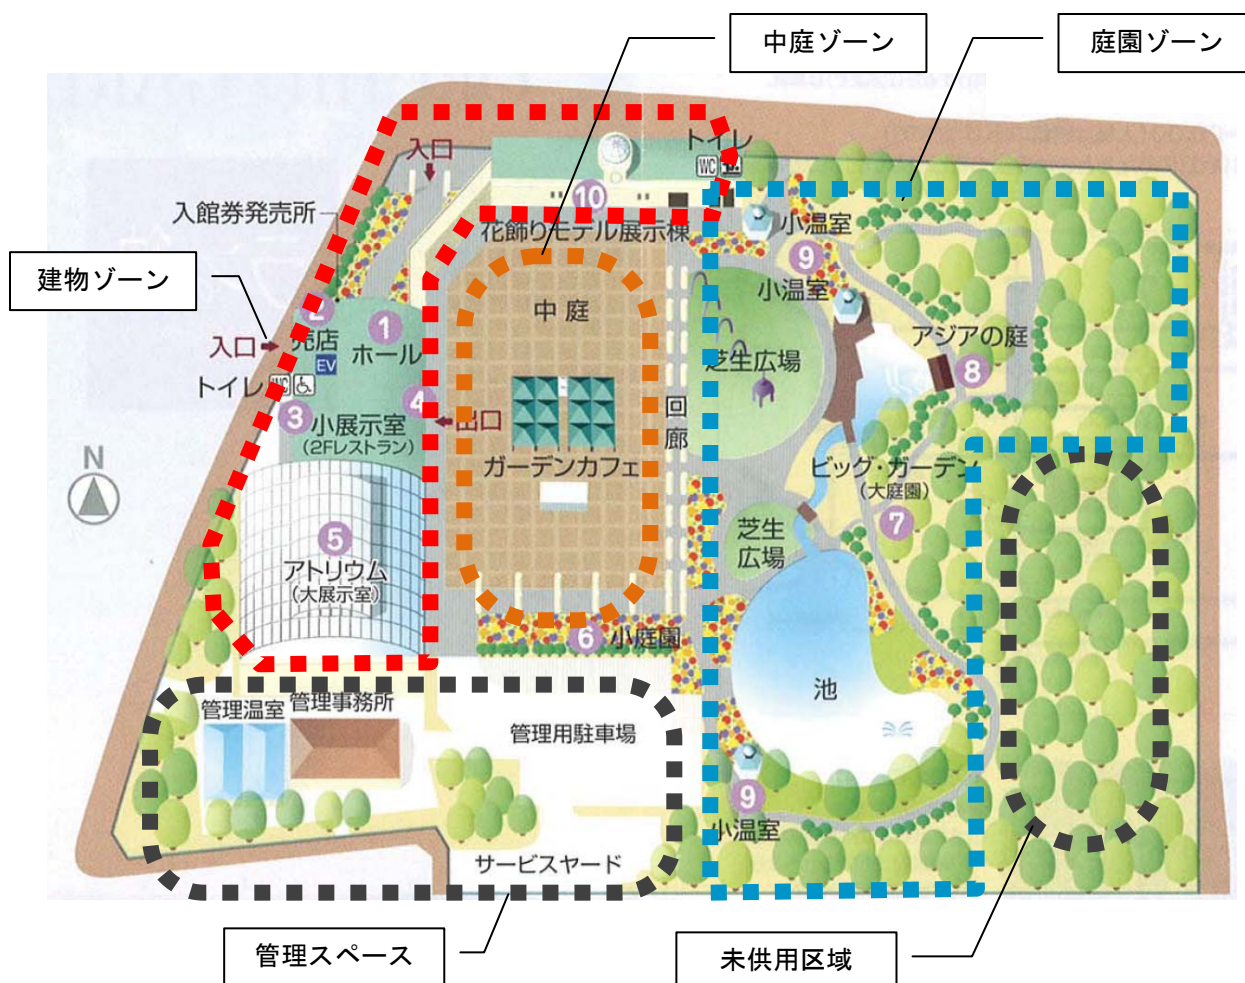 中庭ゾーン
庭園ゾーン
トイレ
WC
入口
入館券発売所
10
花飾りモデル展示棟
小温室
9
小温室
建物ゾーン
2
売店
1
ホール
入口
EV
トイレ
WC
3
小展示室
(2Fレストラン)
4
出口
中庭
ガーデンカフェ
回廊
芝生広場
アジアの庭
8
ビッグ・ガーデン
(大庭園)
7
N
5
アトリウム
(大展示室)
芝生
広場
6
小庭園
池
管理温室
管理事務所
管理用駐車場
9
小温室
サービスヤード
管理スペース
未供用区域